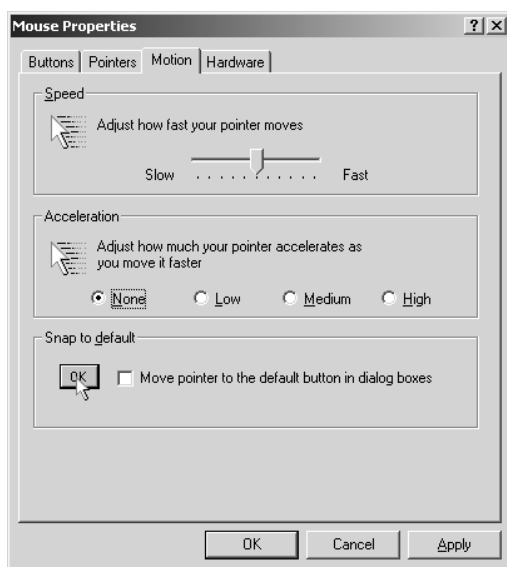 Mouse Properties
Buttons Pointers Motion Hardware
Speed
Adjust how fast your pointer moves
Slow Fast
Acceleration
Adjust how much your pointer accelerates as
you move it faster
None Low Medium High
Snap to default
OK Move pointer to the default button in dialog boxes
OK Cancel Apply